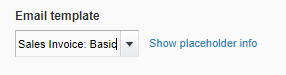 Email template
Sales Invoice: Basic
Show placeholder info